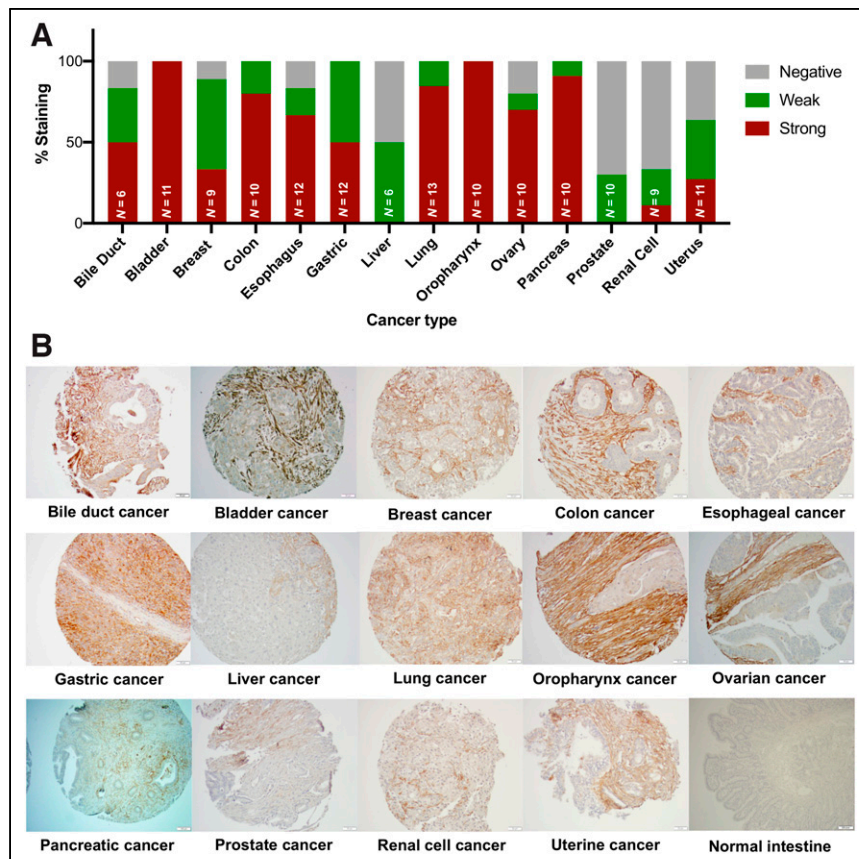 A
% Staining
100
50
0
N = 6
N = 11
N = 9
N = 10
N = 12
N = 12
N = 6
N = 13
N = 10
N = 10
N = 10
N = 10
N = 9
N = 11
Bile Duct
Bladder
Breast
Colon
Esophagus
Gastric
Liver
Lung
Oropharynx
Ovary
Pancreas
Prostate
Renal Cell
Uterus
Cancer type
Negative
Weak
Strong
B
Bile duct cancer
Bladder cancer
Breast cancer
Colon cancer
Esophageal cancer
Gastric cancer
Liver cancer
Lung cancer
Oropharynx cancer
Ovarian cancer
Pancreatic cancer
Prostate cancer
Renal cell cancer
Uterine cancer
Normal intestine